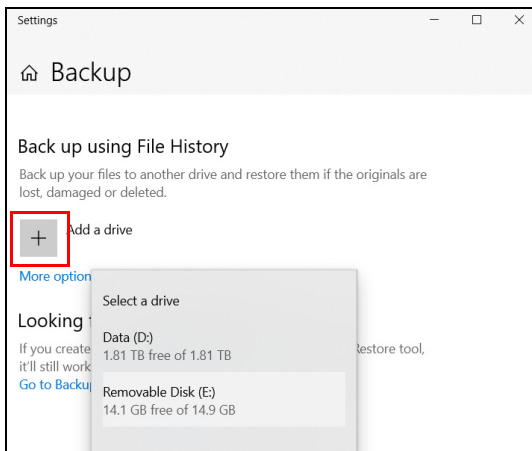 Settings
Backup
Back up using File History
Back up your files to another drive and restore them if the originals are
lost, damaged or deleted.
Add a drive
More option
Select a drive
Looking
Data (D:)
If you create
Restore tool,
1.81 TB free of 1.81 TB
it'll still work
Go to Backup
Removable Disk (E:)
14.1 GB free of 14.9 GB